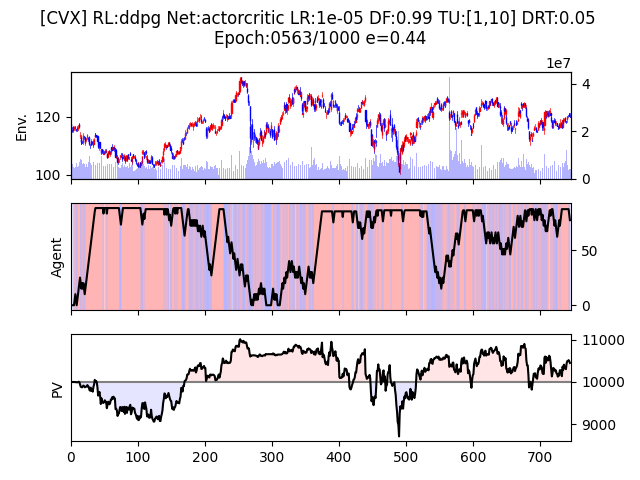 [CVX] RL:ddpg Net:actorcritic LR:1e-05 DF:0.99 TU:[1,10] DRT:0.05
Epoch:0563/1000 e=0.44
1e7
Env.
120
100
4
2
0
Agent
50
0
PV
11000
10000
9000
0 100 200 300 400 500 600 700